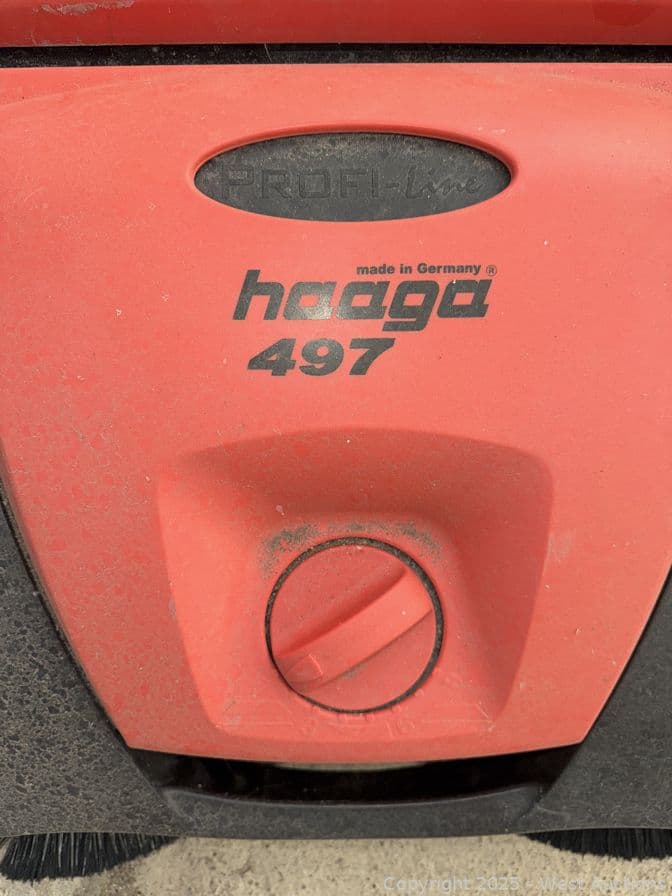 PROFI-Line
made in Germany ®
haaga
497
Copyright 2025 - West Auctions